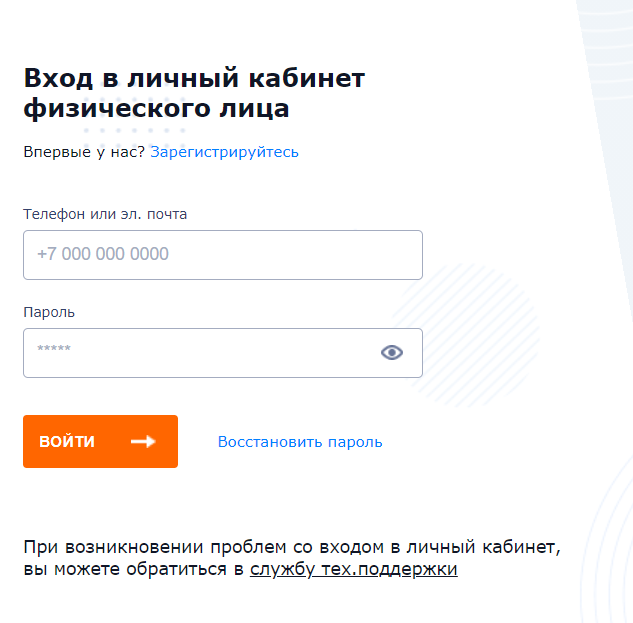 Вход в личный кабинет
физического лица
Впервые у нас? Зарегистрируйтесь
Телефон или эл. почта
+7 000 000 0000
Пароль
*****
ВОЙТИ
Восстановить пароль
При возникновении проблем со входом в личный кабинет,
вы можете обратиться в службу тех.поддержки